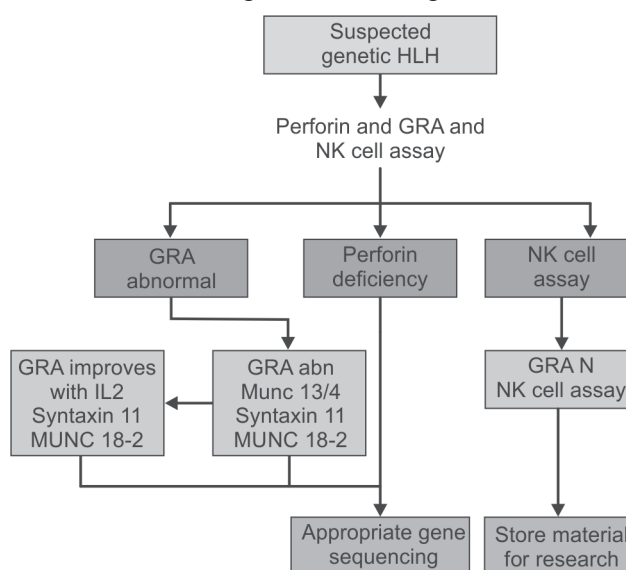 Suspected
genetic HLH
Perforin and GRA and
NK cell assay
GRA
abnormal
Perforin
deficiency
NK cell
assay
GRA improves
with IL2
Syntaxin 11
MUNC 18-2
GRA abn
Munc 13/4
Syntaxin 11
MUNC 18-2
GRA N
NK cell assay
Appropriate gene
sequencing
Store material
for research